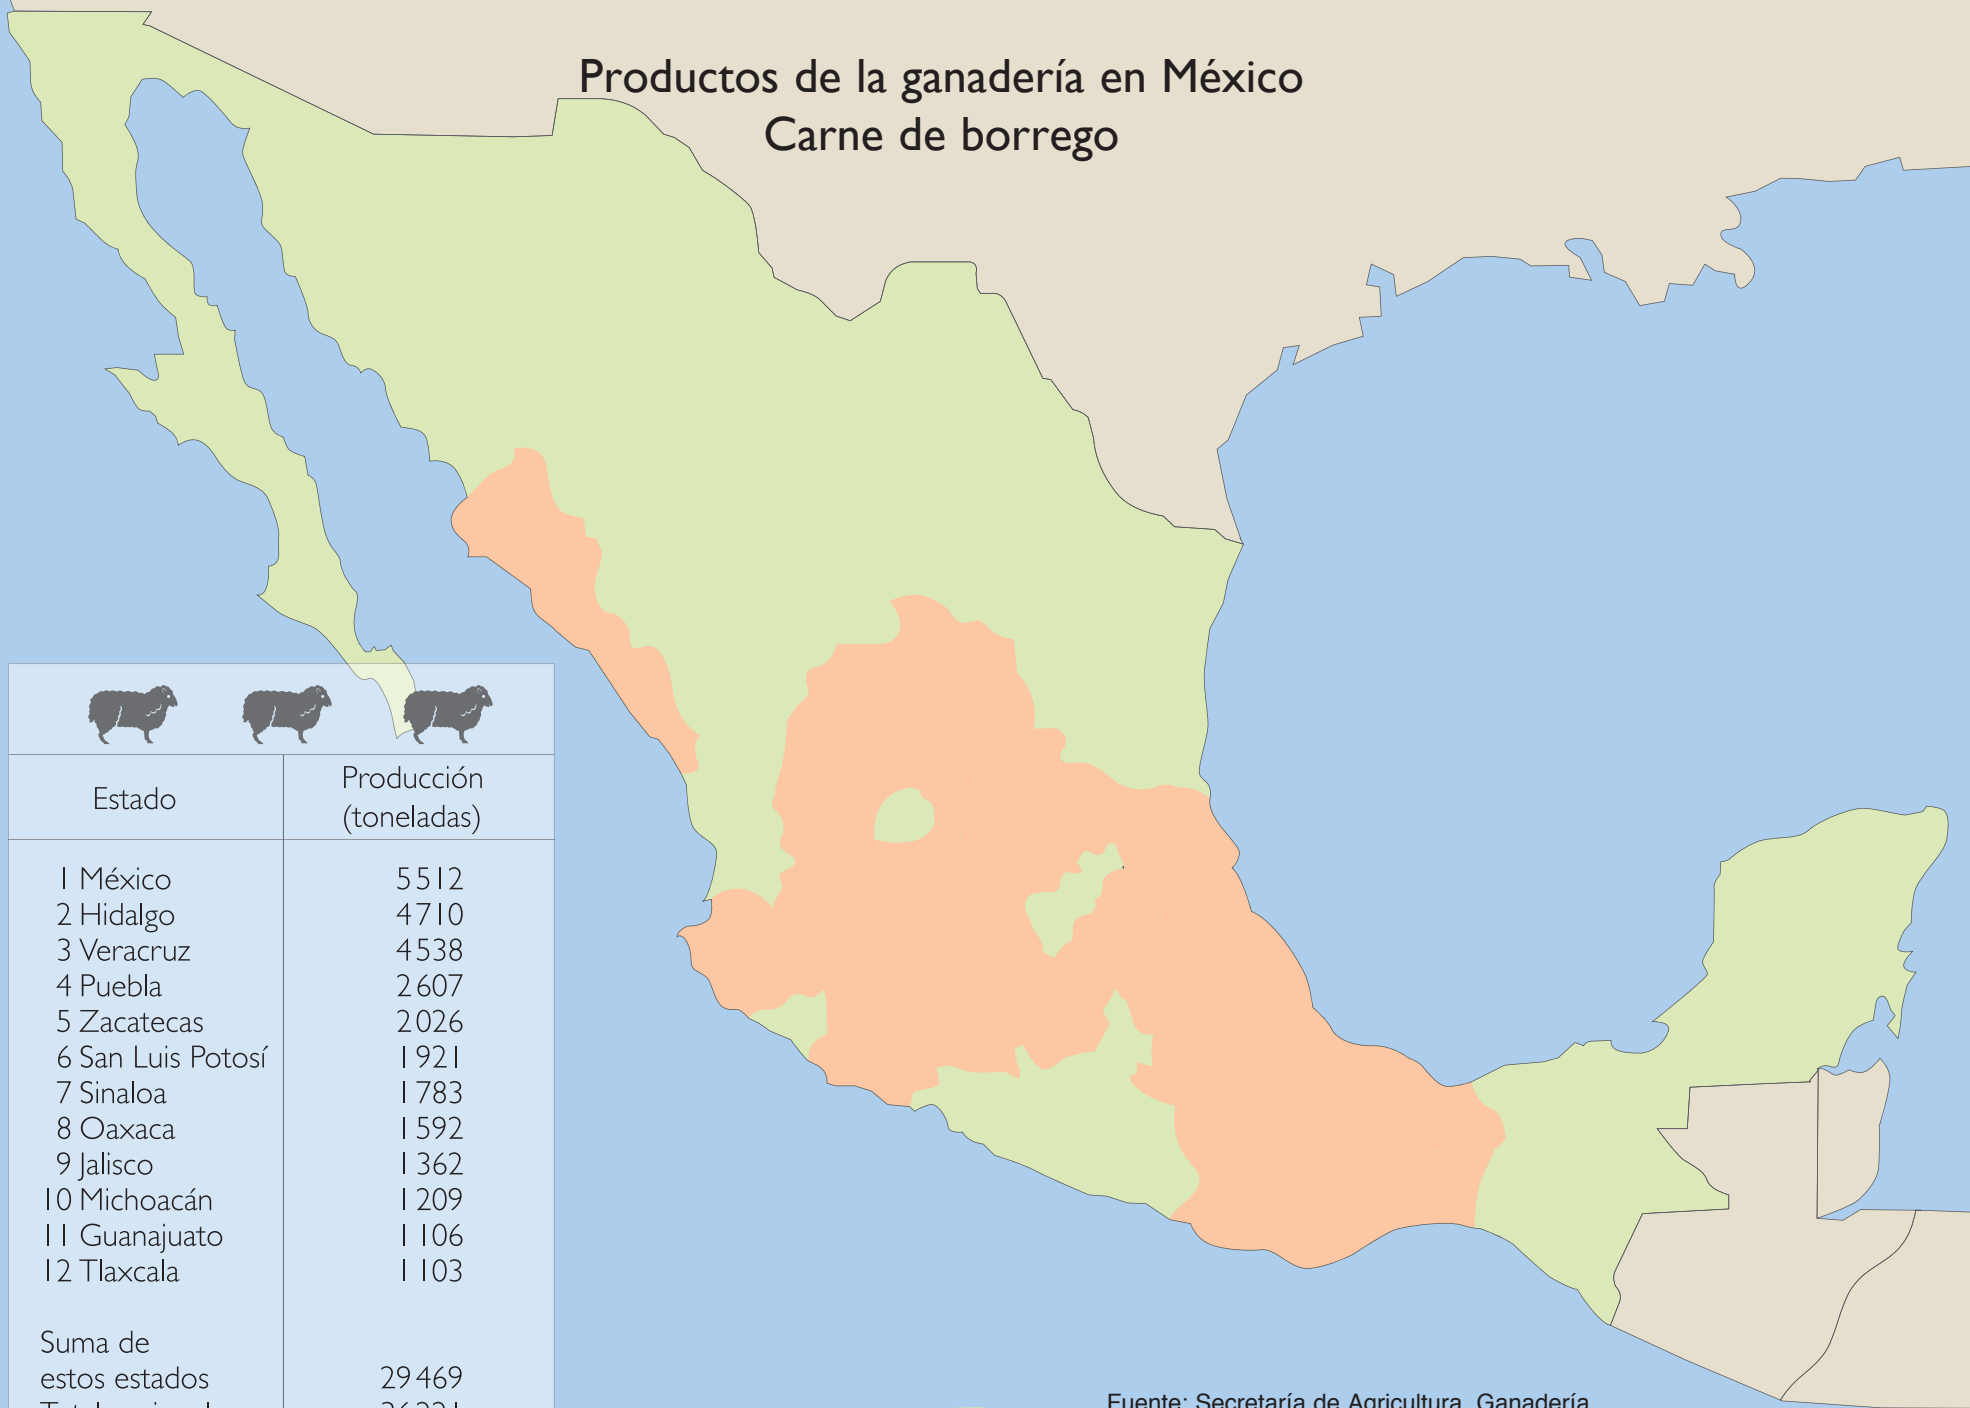 Productos de la ganadería en México
Carne de borrego
Estado Producción (toneladas)
1 México 5 512
2 Hidalgo 4 710
3 Veracruz 4 538
4 Puebla 2 607
5 Zacatecas 2 026
6 San Luis Potosí 1 921
7 Sinaloa 1 783
8 Oaxaca 1 592
9 Jalisco 1 362
10 Michoacán 1 209
11 Guanajuato 1 106
12 Tlaxcala 1 103
Suma de
estos estados 29 469
Fuente: Secretaría de Agricultura, Ganadería